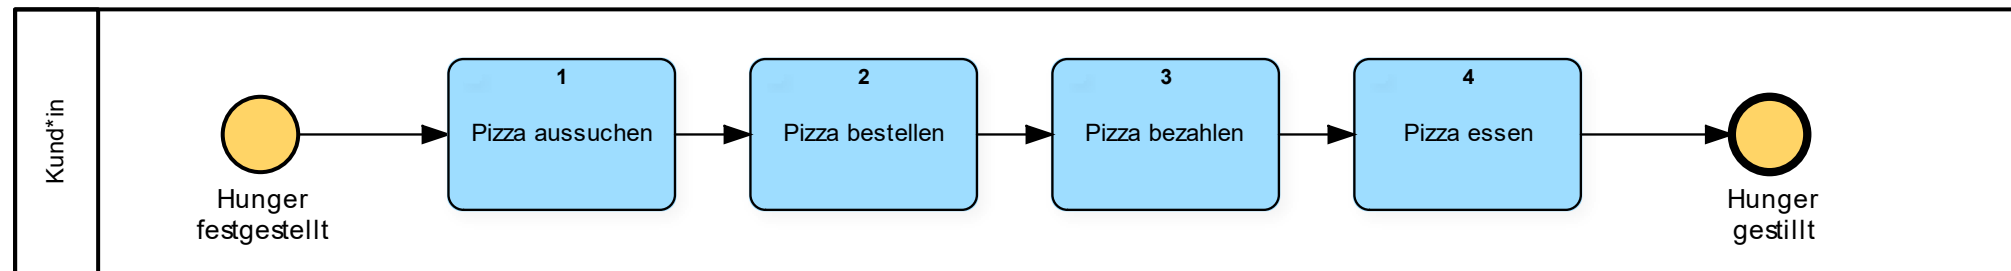 Kund*in
1
Pizza aussuchen
2
Pizza bestellen
3
Pizza bezahlen
4
Pizza essen
Hunger
festgestellt
Hunger
gestillt